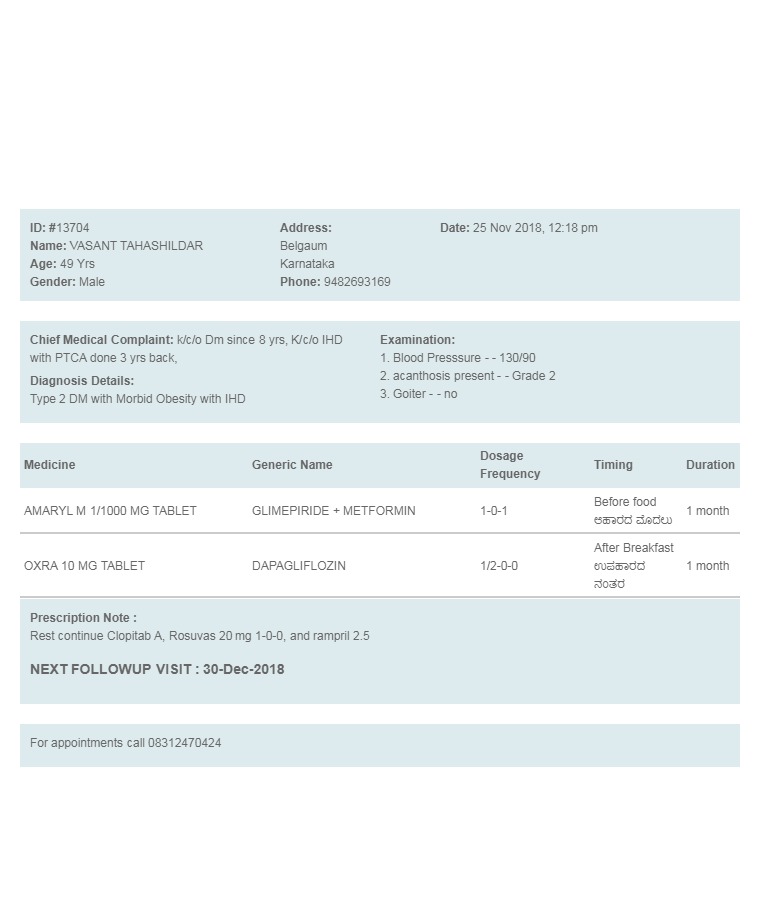 ID: #13704
Name: VASANT TAHASHILDAR
Age: 49 Yrs
Gender: Male
Address:
Belgaum
Karnataka
Phone: 9482693169
Date: 25 Nov 2018, 12:18 pm
Chief Medical Complaint: k/c/o Dm since 8 yrs, K/c/o IHD
with PTCA done 3 yrs back,
Diagnosis Details:
Type 2 DM with Morbid Obesity with IHD
Examination:
1. Blood Presssure - - 130/90
2. acanthosis present - - Grade 2
3. Goiter - - no
Medicine Generic Name Dosage Frequency Timing Duration
AMARYL M 1/1000 MG TABLET GLIMEPIRIDE + METFORMIN 1-0-1 Before food 1 month
ಆಹಾರದ ಮೊದಲು
OXRA 10 MG TABLET DAPAGLIFLOZIN 1/2-0-0 After Breakfast 1 month
ಉಪಹಾರದ
ನಂತರ
Prescription Note :
Rest continue Clopitab A, Rosuvas 20 mg 1-0-0, and rampril 2.5
NEXT FOLLOWUP VISIT : 30-Dec-2018
For appointments call 08312470424